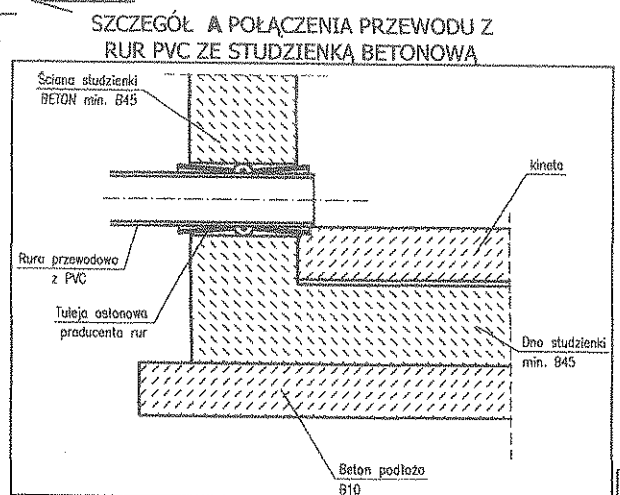 SZCZEGÓŁ A POŁĄCZENIA PRZEWODU Z
RUR PVC ZE STUDZIENKĄ BETONOWĄ
Ściana studzienki
BETON min. B45
kineta
Rura przewodowa
z PVC
Tuleja osłonowa
producenta rur
Dno studzienki
min. B45
Beton podłoża
B10